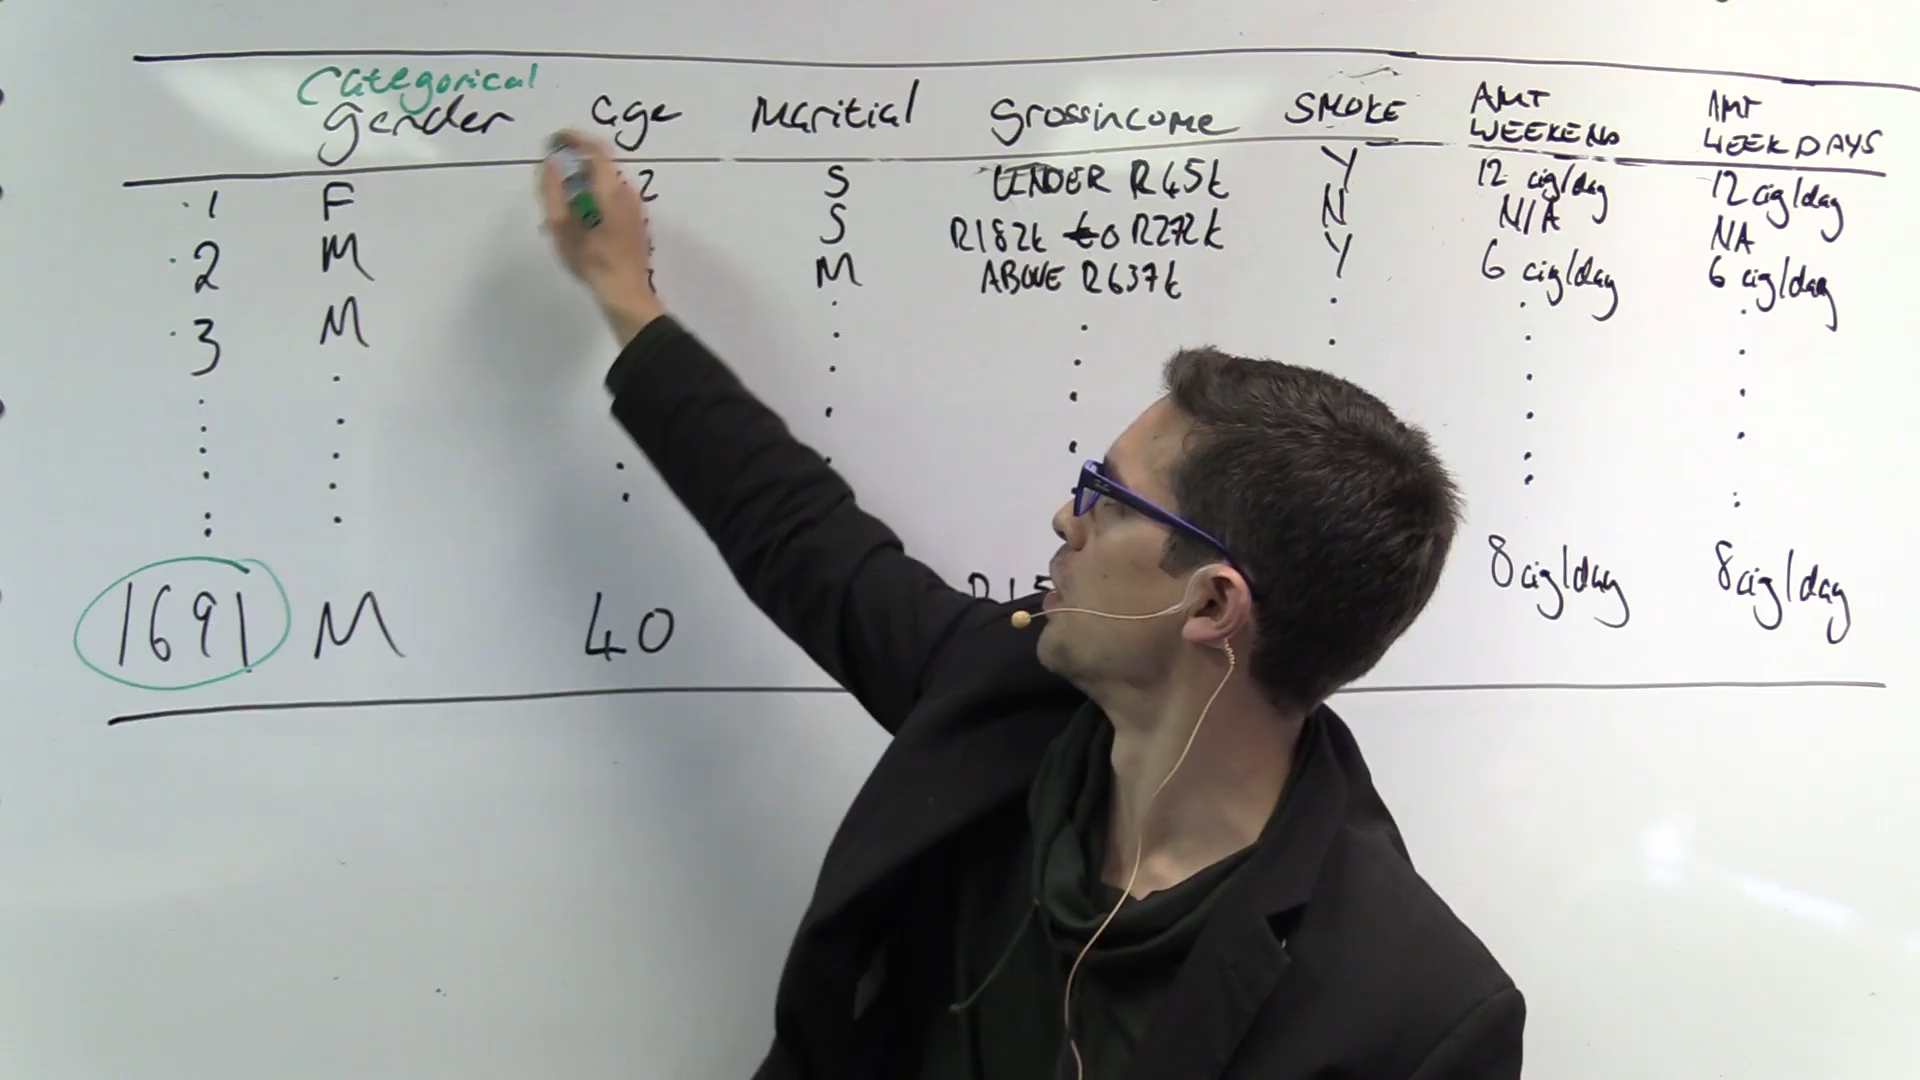 Categorical
gender age Maritial grossincome SMOKE AMT WEEKEND AMT WEEKDAYS
1 F 2 S UNDER R45k Y 12 cig/day 12 cig/day
2 M S R182k to R272k N N/A NA
3 M M ABOVE R637k Y 6 cig/day 6 cig/day
1691 M 40 8 cig/day 8 cig/day